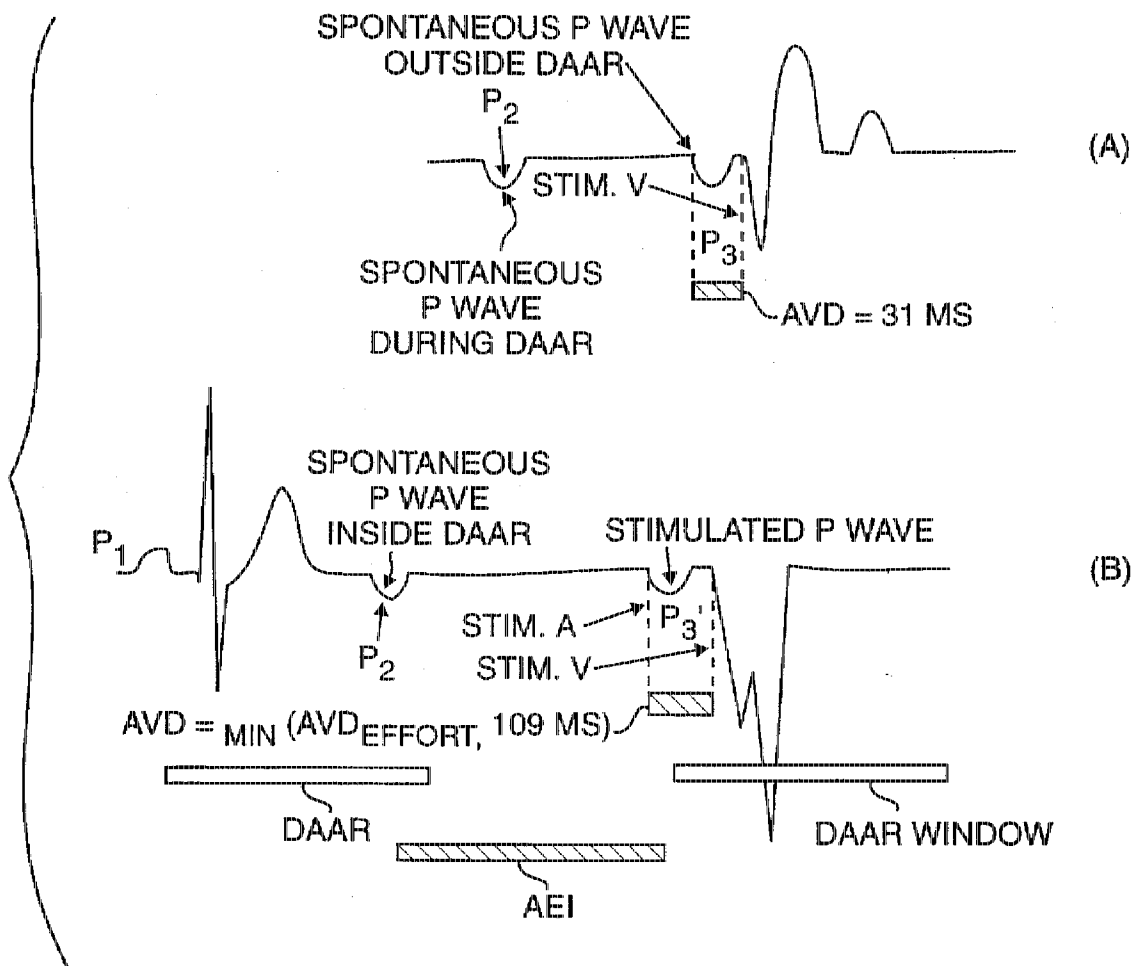 SPONTANEOUS P WAVE
OUTSIDE DAAR
P2
(A)
STIM. V
P3
SPONTANEOUS
P WAVE
DURING DAAR
AVD = 31 MS
SPONTANEOUS
P WAVE
INSIDE DAAR
STIMULATED P WAVE
P1
(B)
STIM. A
P3'
P2
STIM. V
AVD = MIN (AVDEFFORT, 109 MS)
DAAR
DAAR WINDOW
AEI